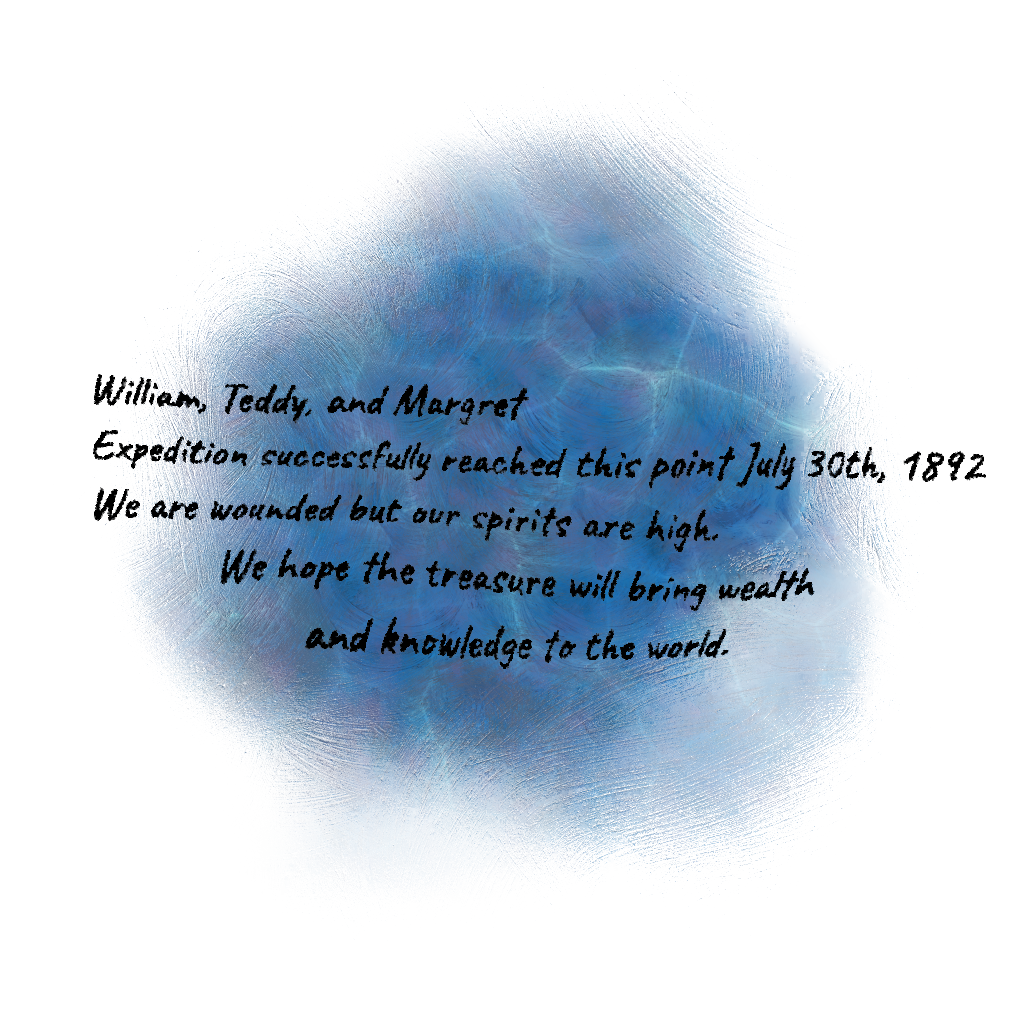 William, Teddy, and Margret
Expedition successfully reached this point July 30th, 1892
We are wounded but our spirits are high.
We hope the treasure will bring wealth
and knowledge to the world.